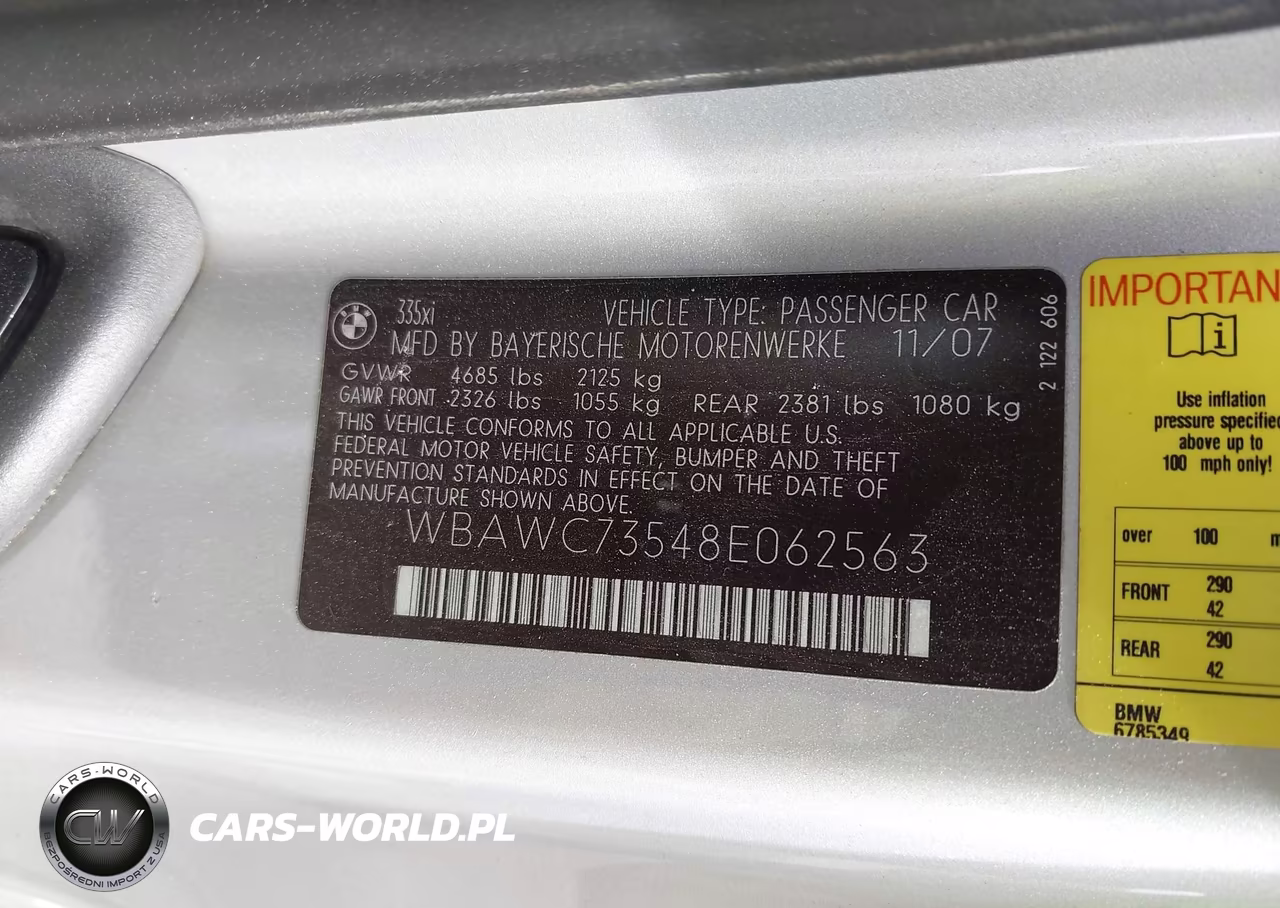 335xi VEHICLE TYPE: PASSENGER CAR
MFD BY BAYERISCHE MOTORENWERKE 11/07
GVWR 4685 lbs 2125 kg
GAWR FRONT 2326 lbs 1055 kg REAR 2381 lbs 1080 kg
THIS VEHICLE CONFORMS TO ALL APPLICABLE U.S.
FEDERAL MOTOR VEHICLE SAFETY, BUMPER AND THEFT
PREVENTION STANDARDS IN EFFECT ON THE DATE OF
MANUFACTURE SHOWN ABOVE.
WBAWC73548E062563
2 122 606
IMPORTAN
i
Use inflation
pressure specified
above up to
100 mph only!
over 100 m
FRONT 290
42
REAR 290
42
BMW
6785349
CARS-WORLD
CW
BEZPOŚREDNI IMPORT Z USA
CARS-WORLD.PL